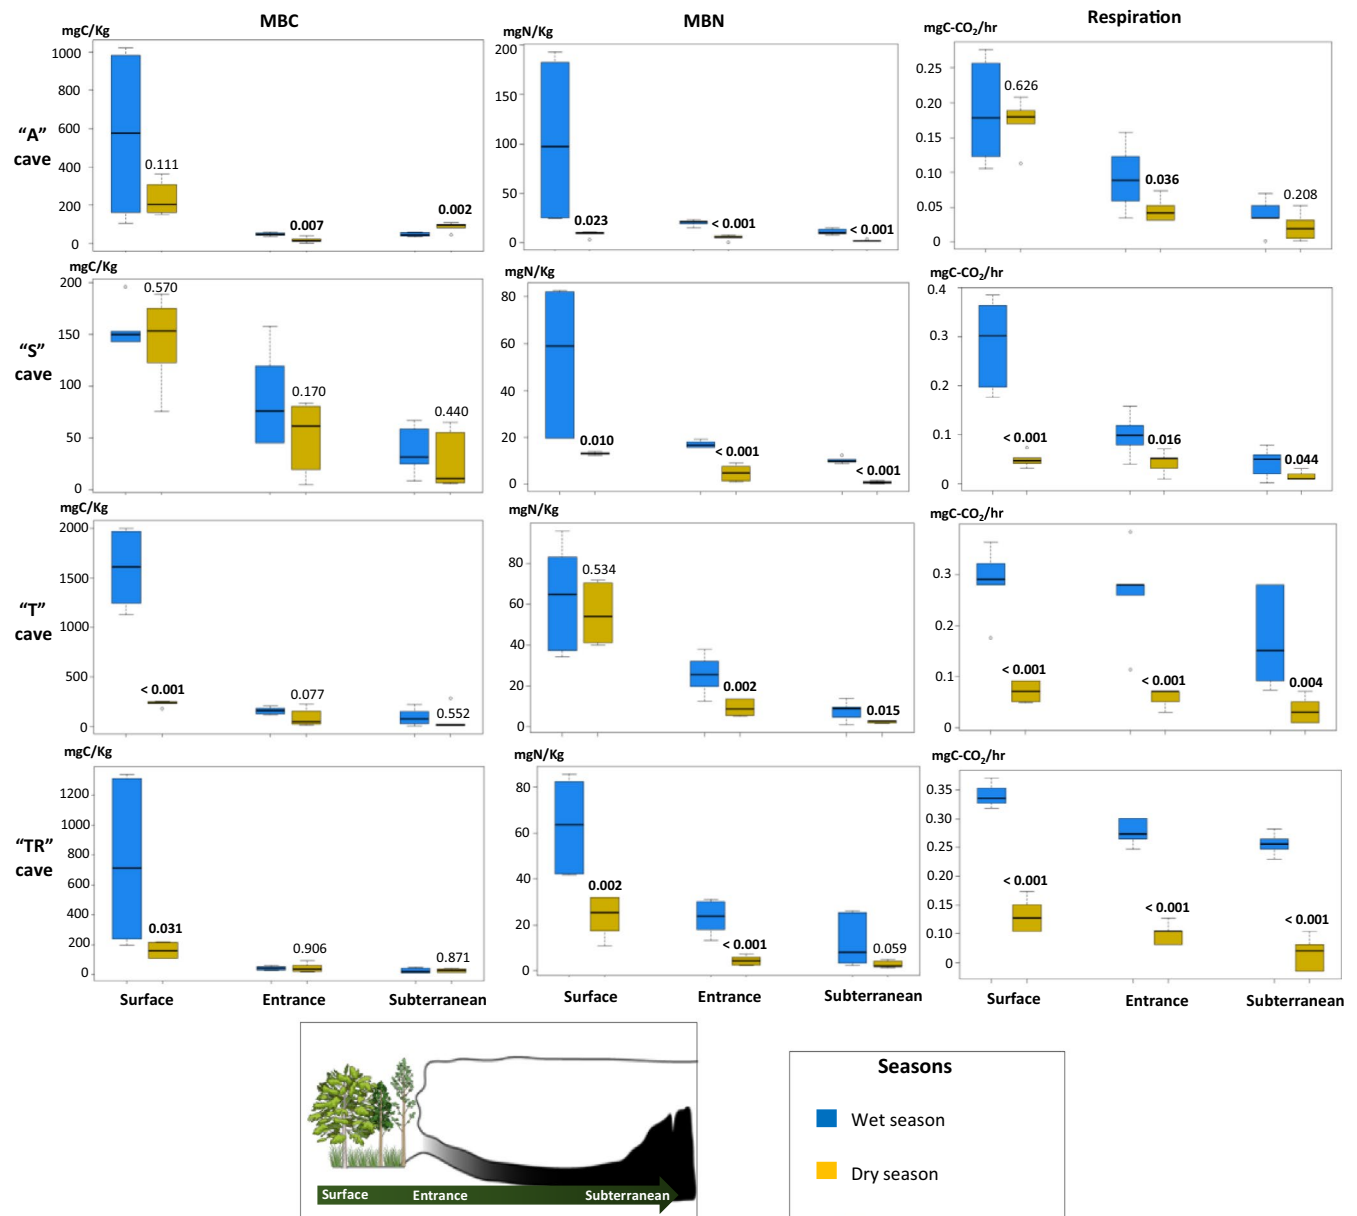 MBC
MBN
Respiration
mgC/Kg
mgN/Kg
mgC-CO₂/hr
“A”
cave
1000
800
600
400
200
0
0.111
0.007
0.002
200
150
100
50
0
0.023
< 0.001
< 0.001
0.25
0.20
0.15
0.10
0.05
0
0.626
0.036
0.208
mgC/Kg
mgN/Kg
mgC-CO₂/hr
“S”
cave
200
150
100
50
0
0.570
0.170
0.440
80
60
40
20
0
0.010
< 0.001
< 0.001
0.4
0.3
0.2
0.1
0
< 0.001
0.016
0.044
mgC/Kg
mgN/Kg
mgC-CO₂/hr
“T”
cave
2000
1500
1000
500
0
< 0.001
0.077
0.552
80
60
40
20
0
0.534
0.002
0.015
0.3
0.2
0.1
0
< 0.001
< 0.001
0.004
mgC/Kg
mgN/Kg
mgC-CO₂/hr
“TR”
cave
1200
1000
800
600
400
200
0
0.031
0.906
0.871
80
60
40
20
0
0.002
< 0.001
0.059
0.35
0.30
0.25
0.20
0.15
0.10
0
< 0.001
< 0.001
< 0.001
Surface
Entrance
Subterranean
Surface
Entrance
Subterranean
Surface
Entrance
Subterranean
Surface
Entrance
Subterranean
Seasons
Wet season
Dry season